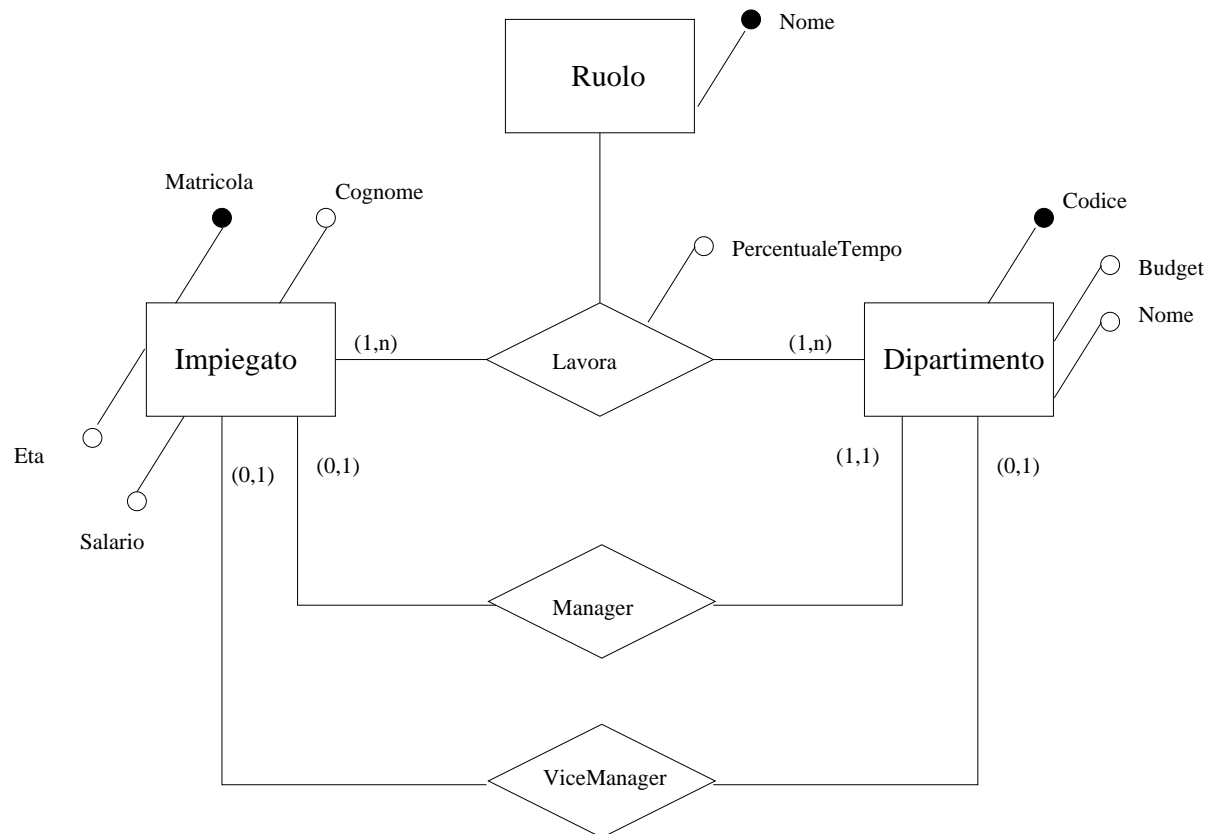 Nome
Ruolo
Matricola
Cognome
Codice
PercentualeTempo
Budget
Nome
Impiegato
(1,n)
Lavora
(1,n)
Dipartimento
Eta
(0,1)
(0,1)
(1,1)
(0,1)
Salario
Manager
ViceManager